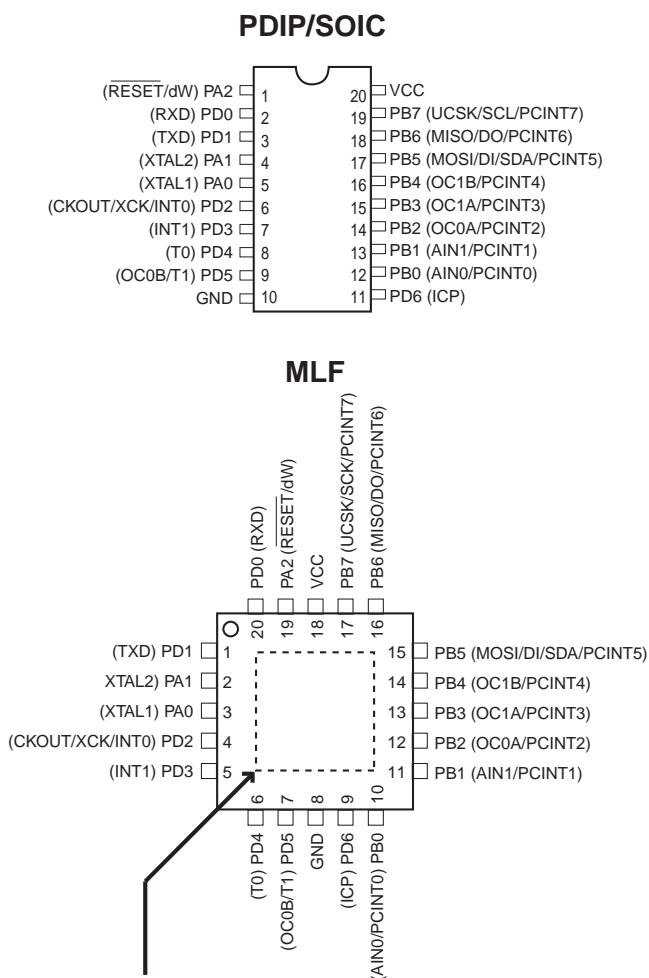 PDIP/SOIC
(RESET/dW) PA2 1 20 VCC
(RXD) PD0 2 19 PB7 (UCSK/SCL/PCINT7)
(TXD) PD1 3 18 PB6 (MISO/DO/PCINT6)
(XTAL2) PA1 4 17 PB5 (MOSI/DI/SDA/PCINT5)
(XTAL1) PA0 5 16 PB4 (OC1B/PCINT4)
(CKOUT/XCK/INT0) PD2 6 15 PB3 (OC1A/PCINT3)
(INT1) PD3 7 14 PB2 (OC0A/PCINT2)
(T0) PD4 8 13 PB1 (AIN1/PCINT1)
(OC0B/T1) PD5 9 12 PB0 (AIN0/PCINT0)
GND 10 11 PD6 (ICP)
MLF
PD0 (RXD)
PA2 (RESET/dW)
VCC
PB7 (UCSK/SCK/PCINT7)
PB6 (MISO/DO/PCINT6)
20 19 18 17 16
(TXD) PD1 1 15 PB5 (MOSI/DI/SDA/PCINT5)
XTAL2) PA1 2 14 PB4 (OC1B/PCINT4)
(XTAL1) PA0 3 13 PB3 (OC1A/PCINT3)
(CKOUT/XCK/INT0) PD2 4 12 PB2 (OC0A/PCINT2)
(INT1) PD3 5 11 PB1 (AIN1/PCINT1)
6 7 8 9 10
(T0) PD4
(OC0B/T1) PD5
GND
(ICP) PD6
(AIN0/PCINT0) PB0